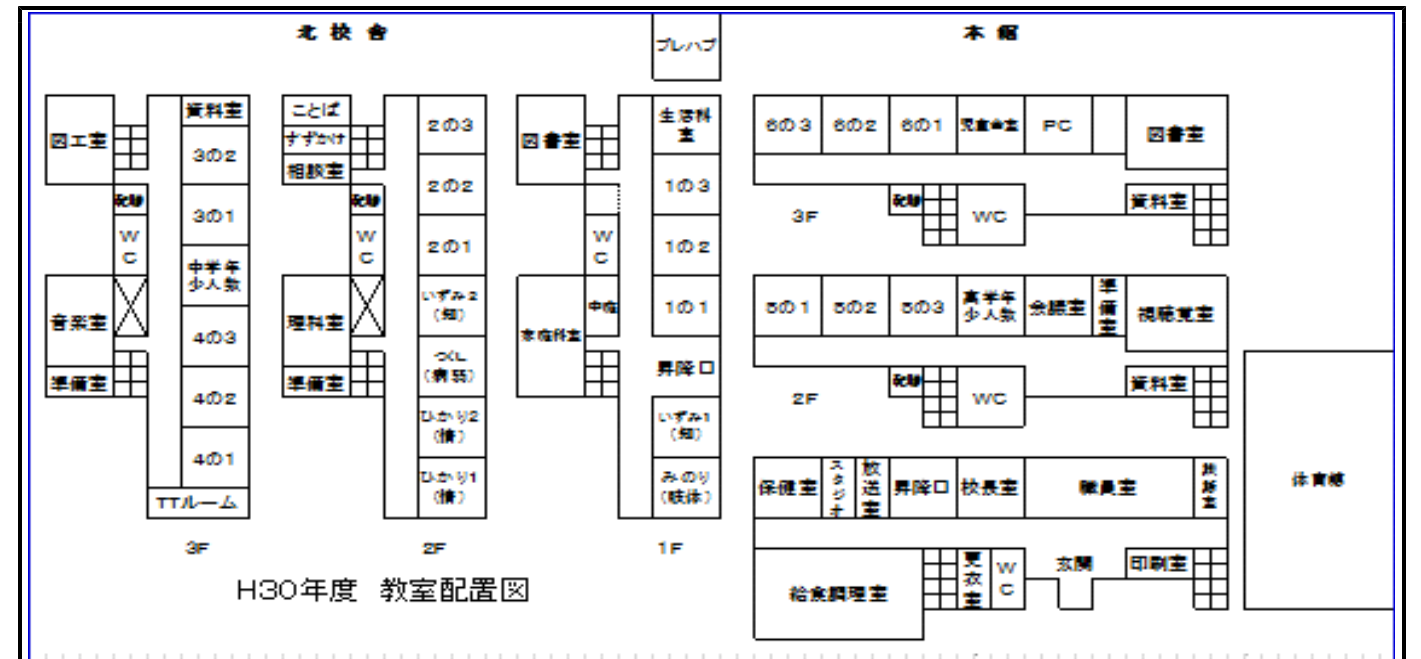 北 校 舎
プレハブ
本 館
図工室
資料室
3の2
3の1
W
C
中学年
少人数
音楽室
4の3
準備室
4の2
4の1
TTルーム
3F
ことば
すずかけ
相談室
2の3
2の2
W
C
2の1
理科室
いずみ2
(知)
つくし
(病弱)
準備室
ひかり2
(情)
ひかり1
(情)
2F
図書室
生活科
室
1の3
W
C
1の2
家庭科室
中庭
1の1
昇降口
いずみ1
(知)
みのり
(肢体)
1F
6の3
6の2
6の1
児童会室
PC
図書室
3F
WC
資料室
5の1
5の2
5の3
高学年
少人数
会議室
準
備
室
視聴覚室
2F
WC
資料室
保健室
ス
タ
ジ
オ
放
送
室
昇降口
校長室
職員室
体育館
給食調理室
更
衣
室
W
C
玄関
印刷室
H30年度 教室配置図